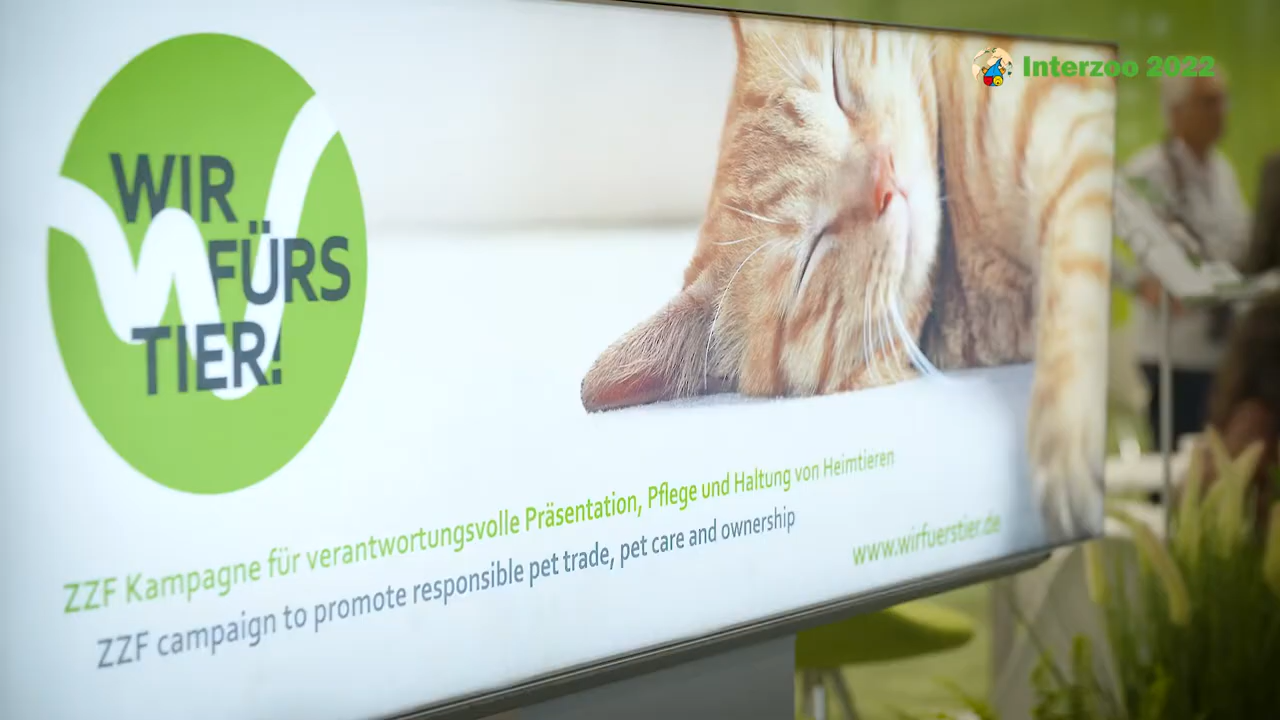 Interzoo 2022
WIR
FÜRS
TIER!
ZZF Kampagne für verantwortungsvolle Präsentation, Pflege und Haltung von Heimtieren
ZZF campaign to promote responsible pet trade, pet care and ownership
www.wirfuerstier.de